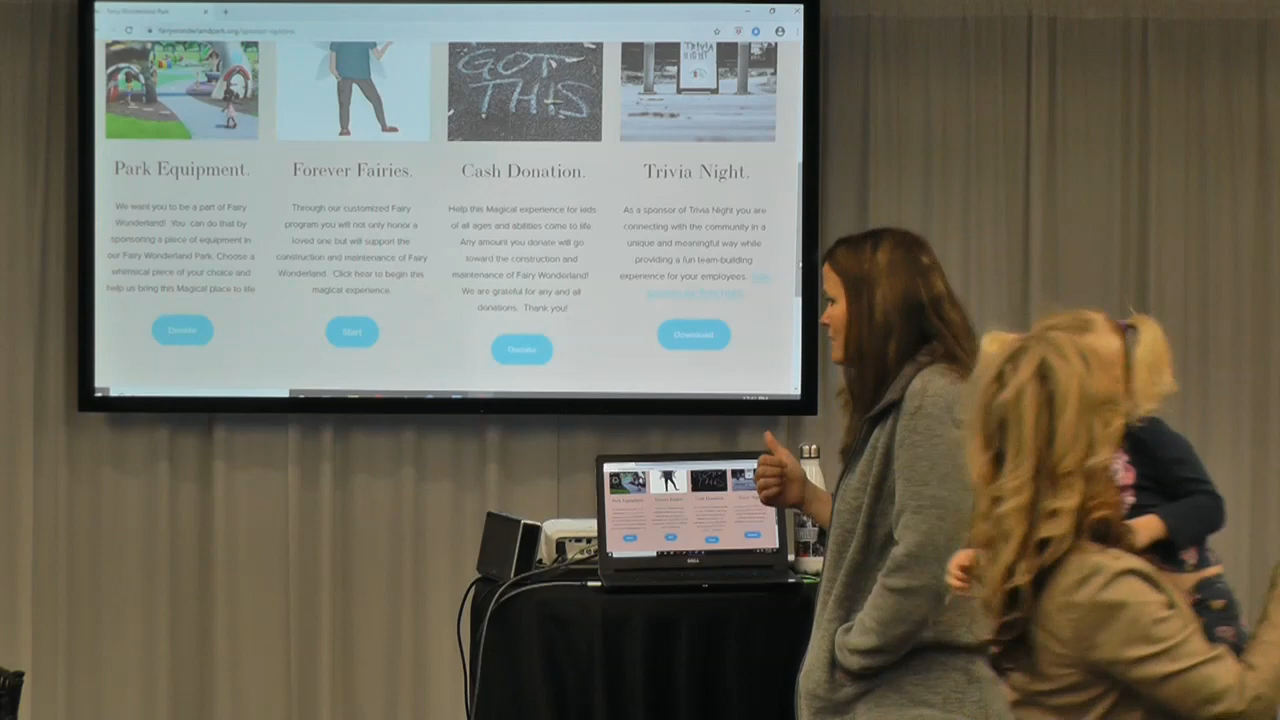 Fairy Wonderland Park
fairywonderlandpark.org/sponsor-options
GOT
THIS
TRIVIA
NIGHT
Park Equipment.
We want you to be a part of Fairy
Wonderland! You can do that by
sponsoring a piece of equipment in
our Fairy Wonderland Park. Choose a
whimsical piece of your choice and
help us bring this Magical place to life
Donate
Forever Fairies.
Through our customized Fairy
program you will not only honor a
loved one but will support the
construction and maintenance of Fairy
Wonderland. Click hear to begin this
magical experience.
Start
Cash Donation.
Help this Magical experience for kids
of all ages and abilities come to life.
Any amount you donate will go
toward the construction and
maintenance of Fairy Wonderland!
We are grateful for any and all
donations. Thank you!
Donate
Trivia Night.
As a sponsor of Trivia Night you are
connecting with the community in a
unique and meaningful way while
providing a fun team-building
experience for your employees.
Download
DELL